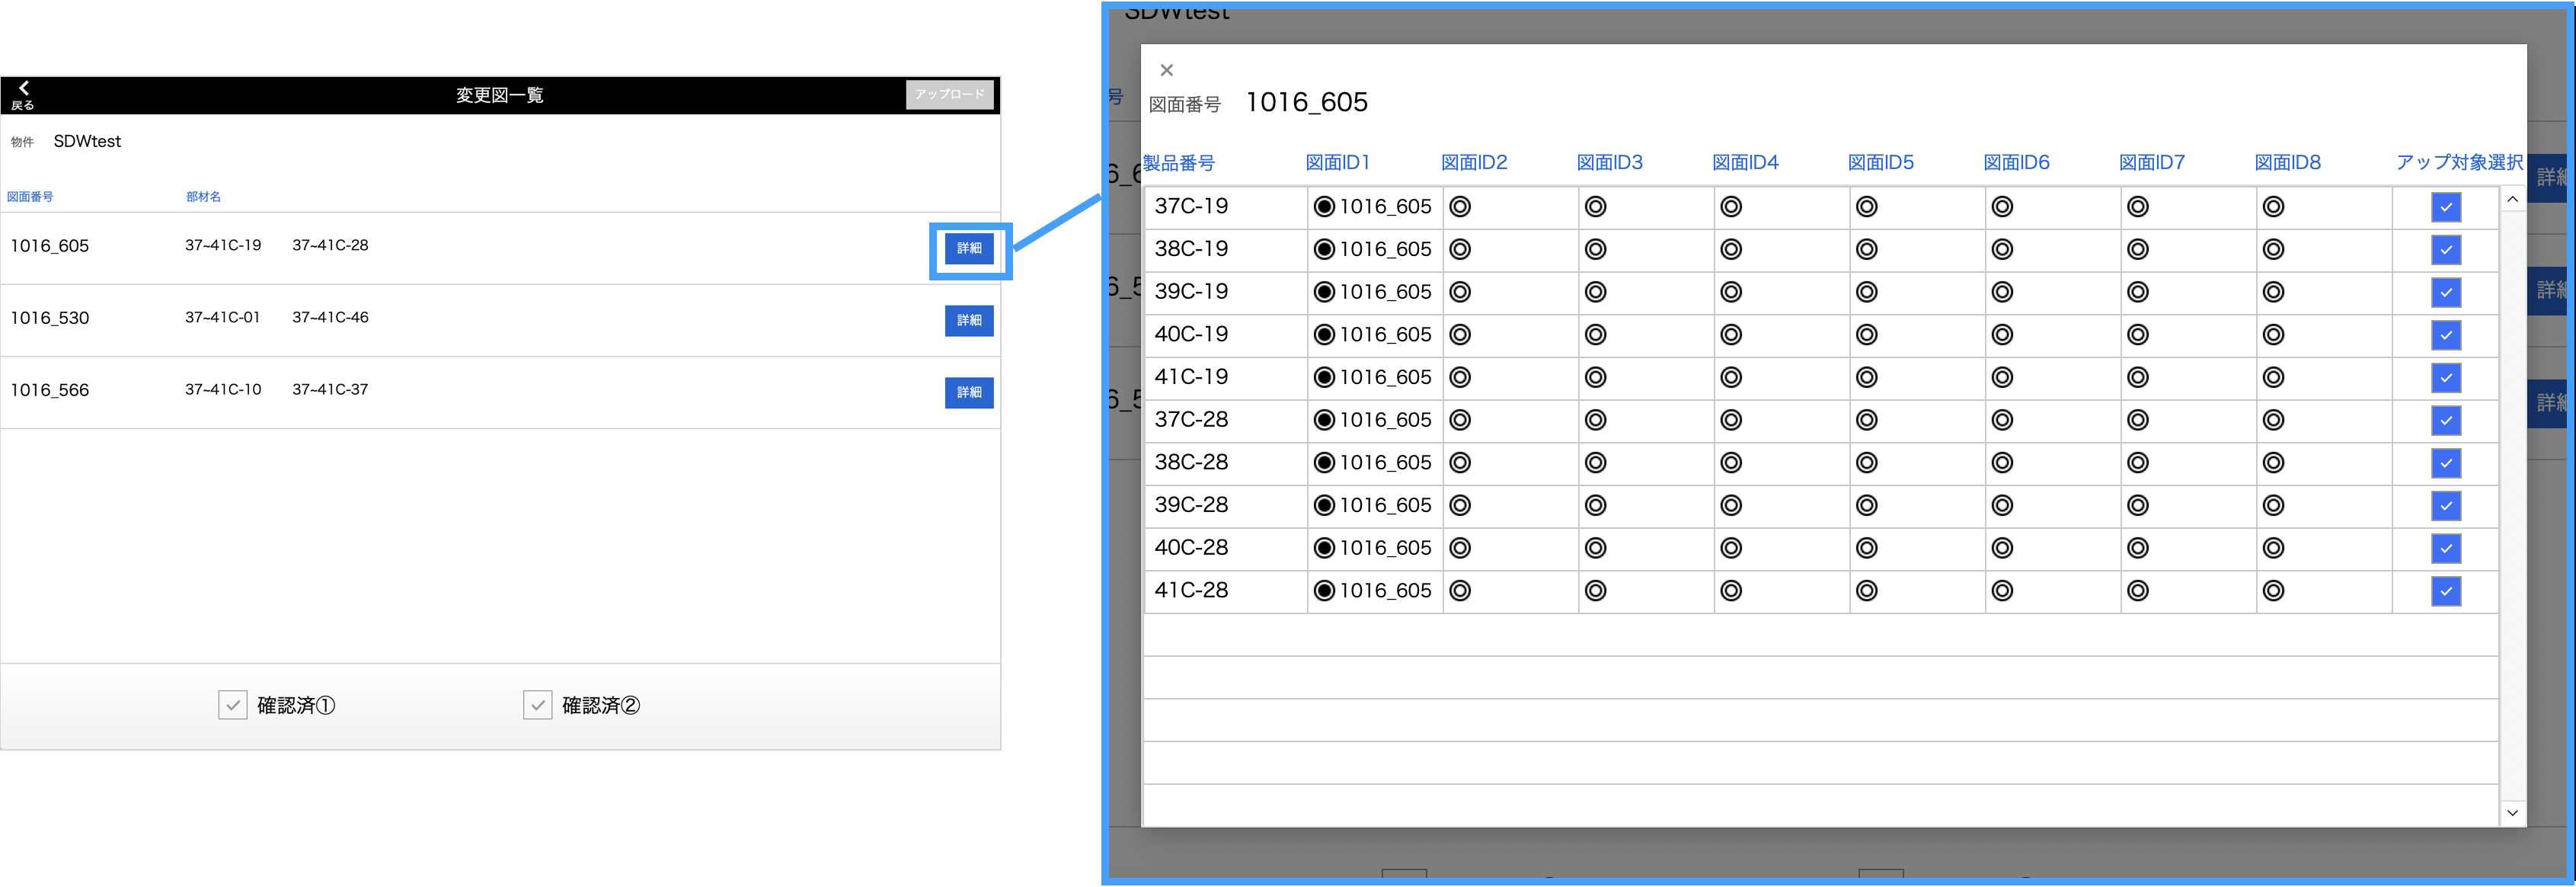 戻る
変更図一覧
アップロード
物件 SDWtest
図面番号 部材名
1016_605 37~41C-19 37~41C-28 詳細
1016_530 37~41C-01 37~41C-46 詳細
1016_566 37~41C-10 37~41C-37 詳細
確認済① 確認済②
SDWtest
号
図面番号 1016_605
製品番号 図面ID1 図面ID2 図面ID3 図面ID4 図面ID5 図面ID6 図面ID7 図面ID8 アップ対象選択
37C-19 1016_605
38C-19 1016_605
39C-19 1016_605
40C-19 1016_605
41C-19 1016_605
37C-28 1016_605
38C-28 1016_605
39C-28 1016_605
40C-28 1016_605
41C-28 1016_605
詳細
詳細
詳細